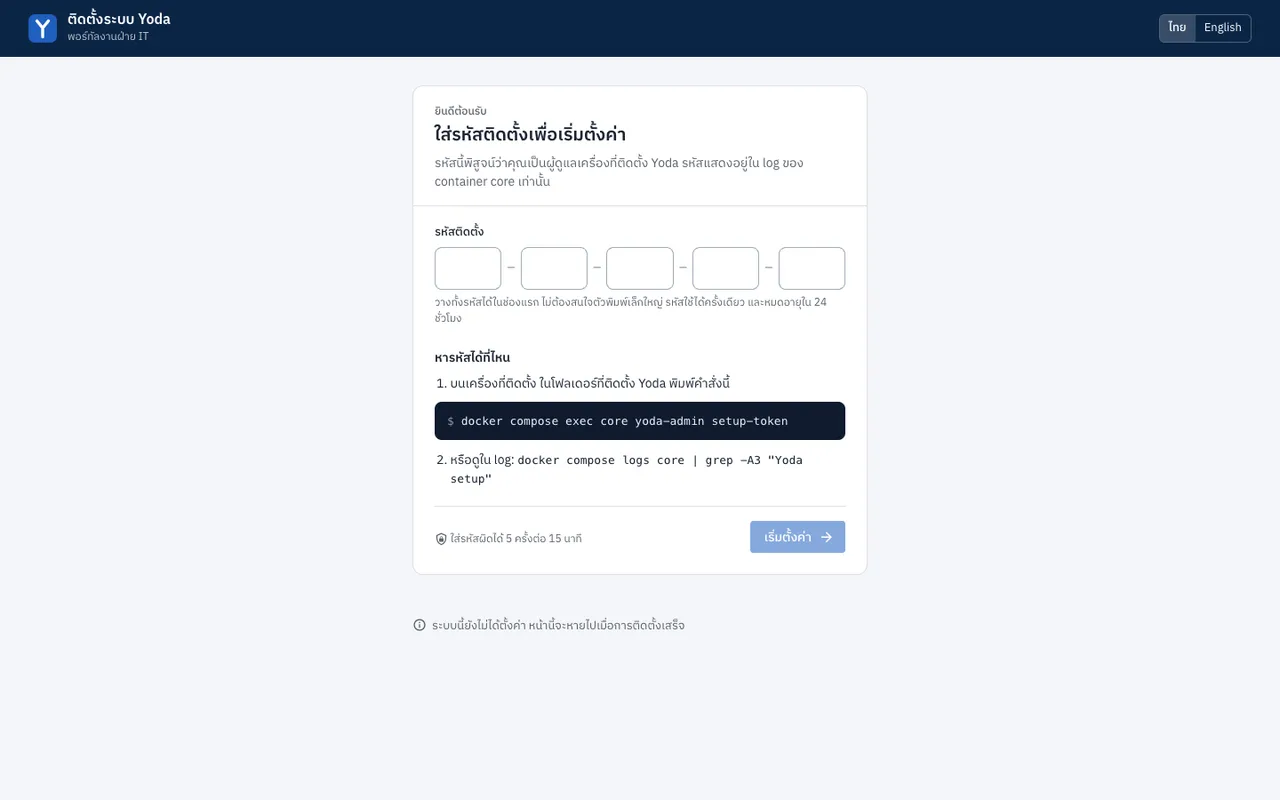 Y
ติดตั้งระบบ Yoda
พอร์ทัลงานฝ่าย IT
ไทย
English
ยินดีต้อนรับ
ใส่รหัสติดตั้งเพื่อเริ่มตั้งค่า
รหัสนี้พิสูจน์ว่าคุณเป็นผู้ดูแลเครื่องที่ติดตั้ง Yoda รหัสแสดงอยู่ใน log ของ
container core เท่านั้น
รหัสติดตั้ง
– – – –
วางทั้งรหัสได้ในช่องแรก ไม่ต้องสนใจตัวพิมพ์เล็กใหญ่ รหัสใช้ได้ครั้งเดียว และหมดอายุใน 24
ชั่วโมง
หารหัสได้ที่ไหน
1. บนเครื่องที่ติดตั้ง ในโฟลเดอร์ที่ติดตั้ง Yoda พิมพ์คำสั่งนี้
$ docker compose exec core yoda-admin setup-token
2. หรือดูใน log: docker compose logs core | grep -A3 "Yoda
setup"
ใส่รหัสผิดได้ 5 ครั้งต่อ 15 นาที
เริ่มตั้งค่า →
ระบบนี้ยังไม่ได้ตั้งค่า หน้านี้จะหายไปเมื่อการติดตั้งเสร็จ